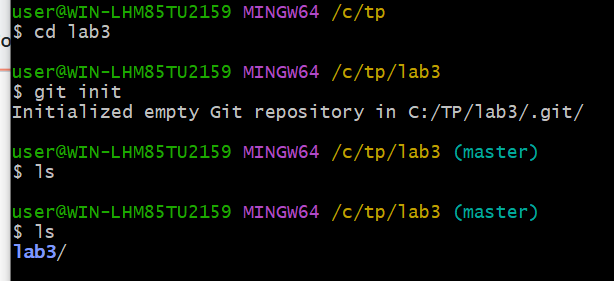 user@WIN-LHM85TU2159 MINGW64 /c/tp
$ cd lab3
user@WIN-LHM85TU2159 MINGW64 /c/tp/lab3
$ git init
Initialized empty Git repository in C:/TP/lab3/.git/
user@WIN-LHM85TU2159 MINGW64 /c/tp/lab3 (master)
$ ls
user@WIN-LHM85TU2159 MINGW64 /c/tp/lab3 (master)
$ ls
lab3/